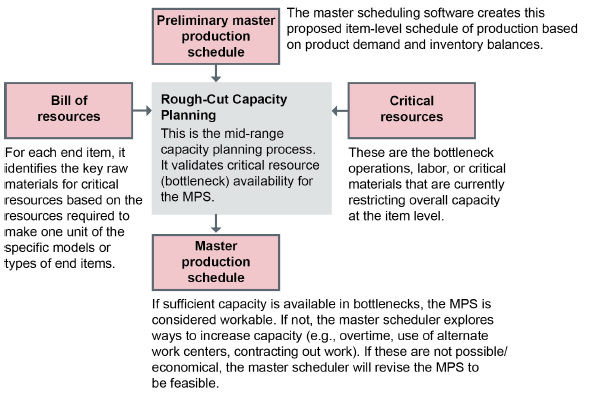 Preliminary master
production
schedule
The master scheduling software creates this
proposed item-level schedule of production based
on product demand and inventory balances.
Bill of
resources
Rough-Cut Capacity
Planning
This is the mid-range
capacity planning process.
It validates critical resource
(bottleneck) availability for
the MPS.
Critical
resources
For each end item, it
identifies the key raw
materials for critical
resources based on the
resources required to
make one unit of the
specific models or
types of end items.
These are the bottleneck
operations, labor, or critical
materials that are currently
restricting overall capacity
at the item level.
Master
production
schedule
If sufficient capacity is available in bottlenecks, the MPS is
considered workable. If not, the master scheduler explores
ways to increase capacity (e.g., overtime, use of alternate
work centers, contracting out work). If these are not possible/
economical, the master scheduler will revise the MPS to
be feasible.